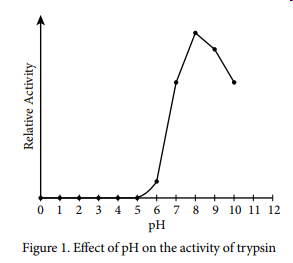 Relative Activity
0 1 2 3 4 5 6 7 8 9 10 11 12
pH
Figure 1. Effect of pH on the activity of trypsin